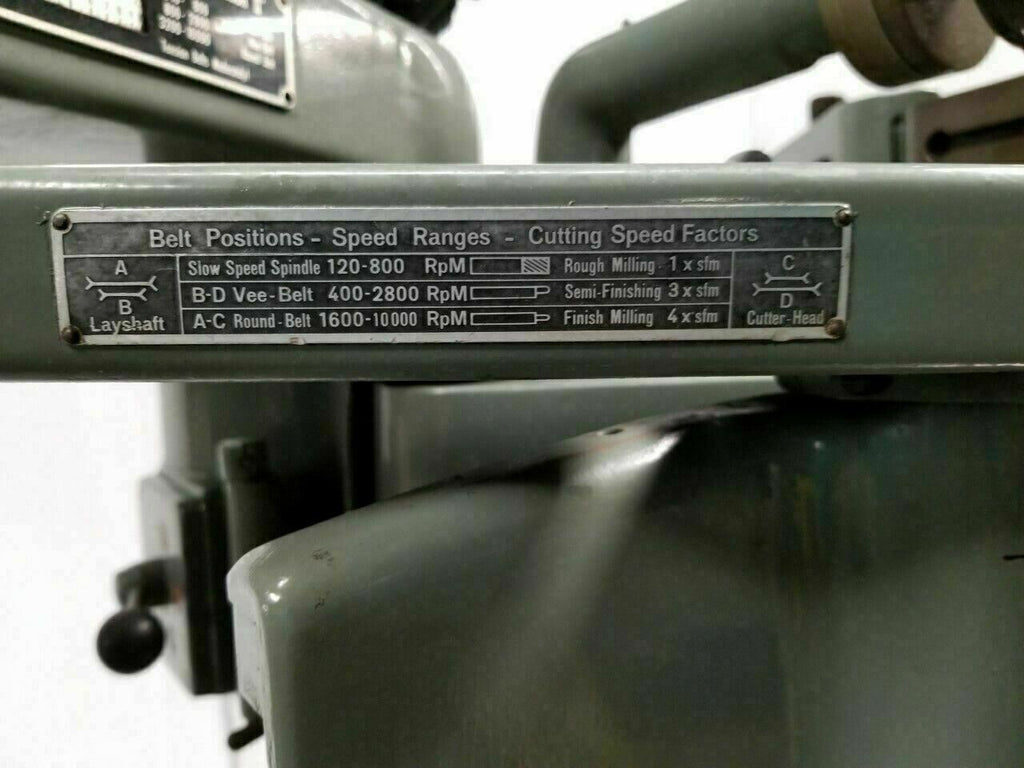 Belt Positions - Speed Ranges - Cutting Speed Factors
A
B
Layshaft
Slow Speed Spindle 120-800 RpM Rough Milling 1 x sfm
B-D Vee-Belt 400-2800 RpM Semi-Finishing 3 x sfm
A-C Round-Belt 1600-10000 RpM Finish Milling 4 x sfm
C
D
Cutter-Head